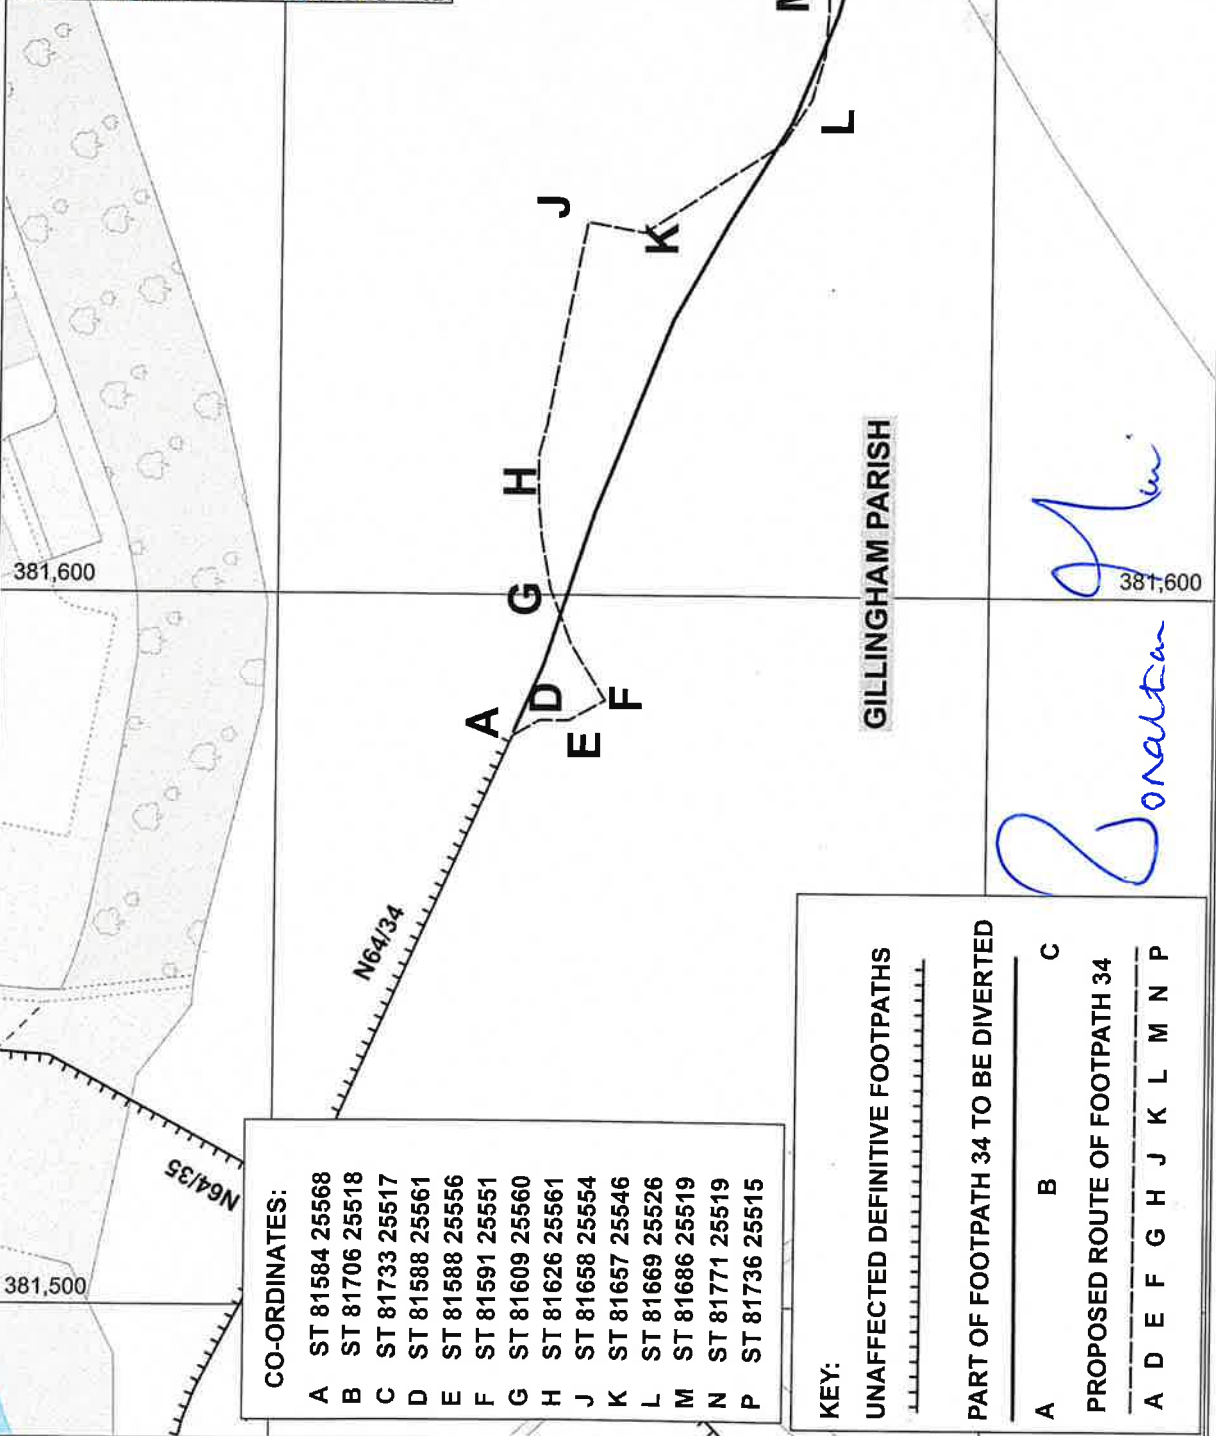 CO-ORDINATES:
A ST 81584 25568
B ST 81706 25518
C ST 81733 25517
D ST 81588 25561
E ST 81588 25556
F ST 81591 25551
G ST 81609 25560
H ST 81626 25561
J ST 81658 25554
K ST 81657 25546
L ST 81669 25526
M ST 81686 25519
N ST 81771 25519
P ST 81736 25515
KEY:
UNAFFECTED DEFINITIVE FOOTPATHS
PART OF FOOTPATH 34 TO BE DIVERTED
A B C
PROPOSED ROUTE OF FOOTPATH 34
A D E F G H J K L M N P
381,500
N64/35
N64/34
381,600
A
D
E
F
G
H
J
K
L
GILLINGHAM PARISH
381,600